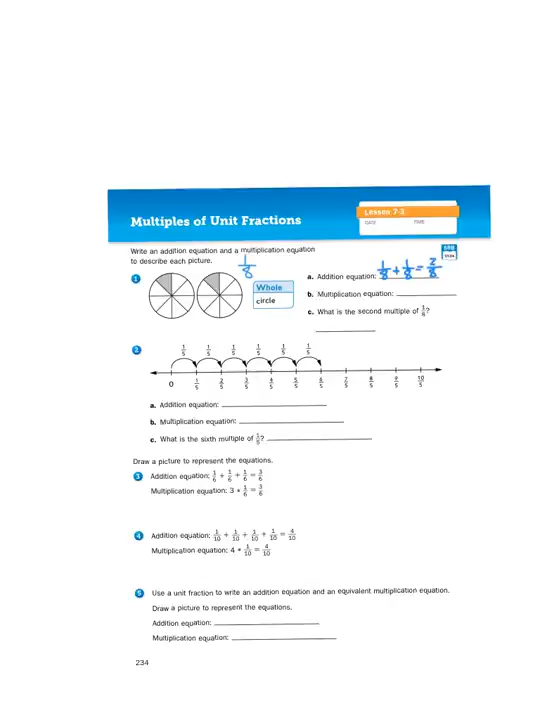 Multiples of Unit Fractions
Lesson 7-3
DATE TIME
Write an addition equation and a multiplication equation
to describe each picture.
1
1/8
Whole
circle
a. Addition equation: 1/8 + 1/8 = 2/8
b. Multiplication equation:
c. What is the second multiple of 1/8?
2
1/5 1/5 1/5 1/5 1/5 1/5
0 1/5 2/5 3/5 4/5 5/5 6/5 7/5 8/5 9/5 10/5
a. Addition equation:
b. Multiplication equation:
c. What is the sixth multiple of 1/5?
Draw a picture to represent the equations.
3 Addition equation: 1/6 + 1/6 + 1/6 = 3/6
Multiplication equation: 3 * 1/6 = 3/6
4 Addition equation: 1/10 + 1/10 + 1/10 + 1/10 = 4/10
Multiplication equation: 4 * 1/10 = 4/10
5 Use a unit fraction to write an addition equation and an equivalent multiplication equation.
Draw a picture to represent the equations.
Addition equation:
Multiplication equation:
234